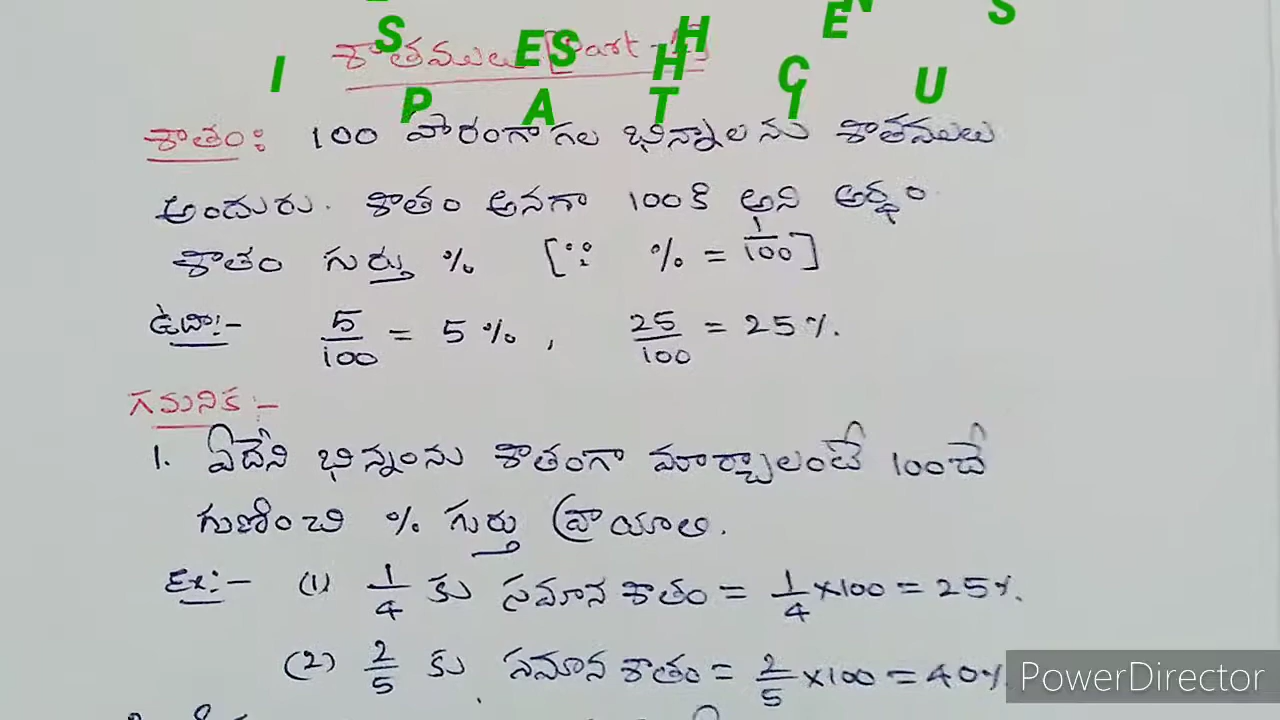 శాతములు [Part - 1]
శాతం: 100 హారంగాగల భిన్నాలను శాతములు
అందురు. శాతం అనగా 100కి అని అర్థం.
శాతం గుర్తు % [∵ % = 1/100]
ఉదా:- 5/100 = 5%, 25/100 = 25%.
గమనిక:-
1. ఏదేని భిన్నంను శాతంగా మార్చాలంటే 100చే
గుణించి % గుర్తు వ్రాయాలి.
Ex:- (1) 1/4 కు సమాన శాతం = 1/4 × 100 = 25%.
(2) 2/5 కు సమాన శాతం = 2/5 × 100 = 40%.
PowerDirector